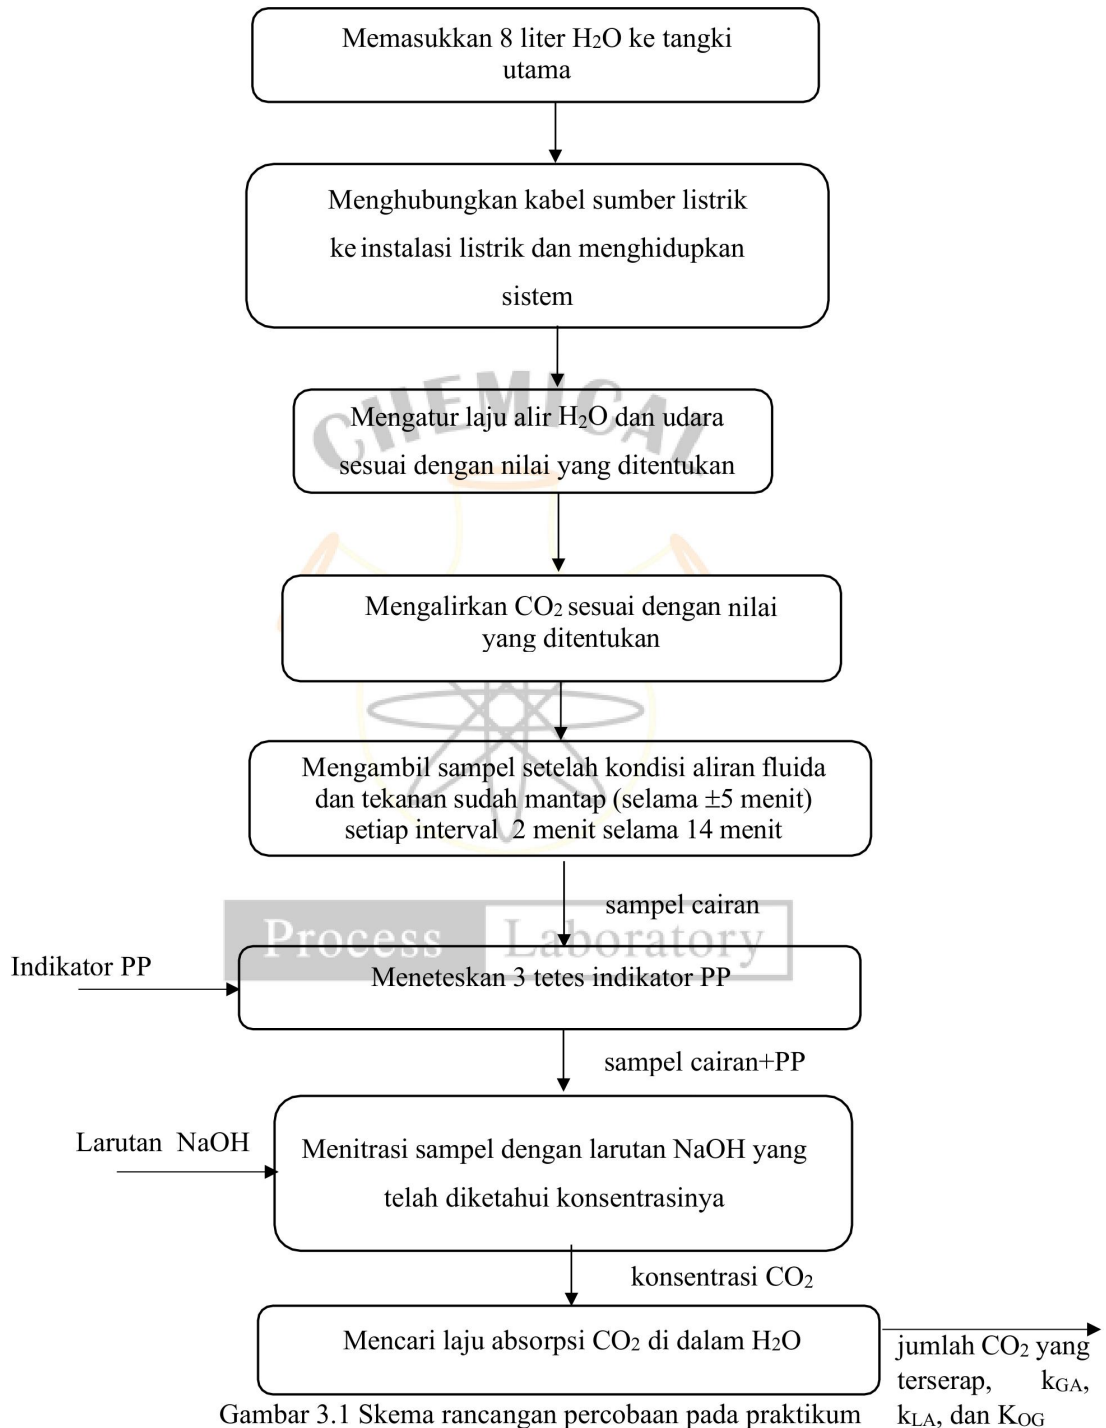 Memasukkan 8 liter H₂O ke tangki
utama
Menghubungkan kabel sumber listrik
ke instalasi listrik dan menghidupkan
sistem
CHEMICAL
Mengatur laju alir H₂O dan udara
sesuai dengan nilai yang ditentukan
Mengalirkan CO₂ sesuai dengan nilai
yang ditentukan
Mengambil sampel setelah kondisi aliran fluida
dan tekanan sudah mantap (selama ±5 menit)
setiap interval 2 menit selama 14 menit
sampel cairan
Process Laboratory
Indikator PP
Meneteskan 3 tetes indikator PP
sampel cairan+PP
Larutan NaOH
Menitrasi sampel dengan larutan NaOH yang
telah diketahui konsentrasinya
konsentrasi CO₂
Mencari laju absorpsi CO₂ di dalam H₂O
jumlah CO₂ yang
terserap, kGA,
kLA, dan KOG
Gambar 3.1 Skema rancangan percobaan pada praktikum